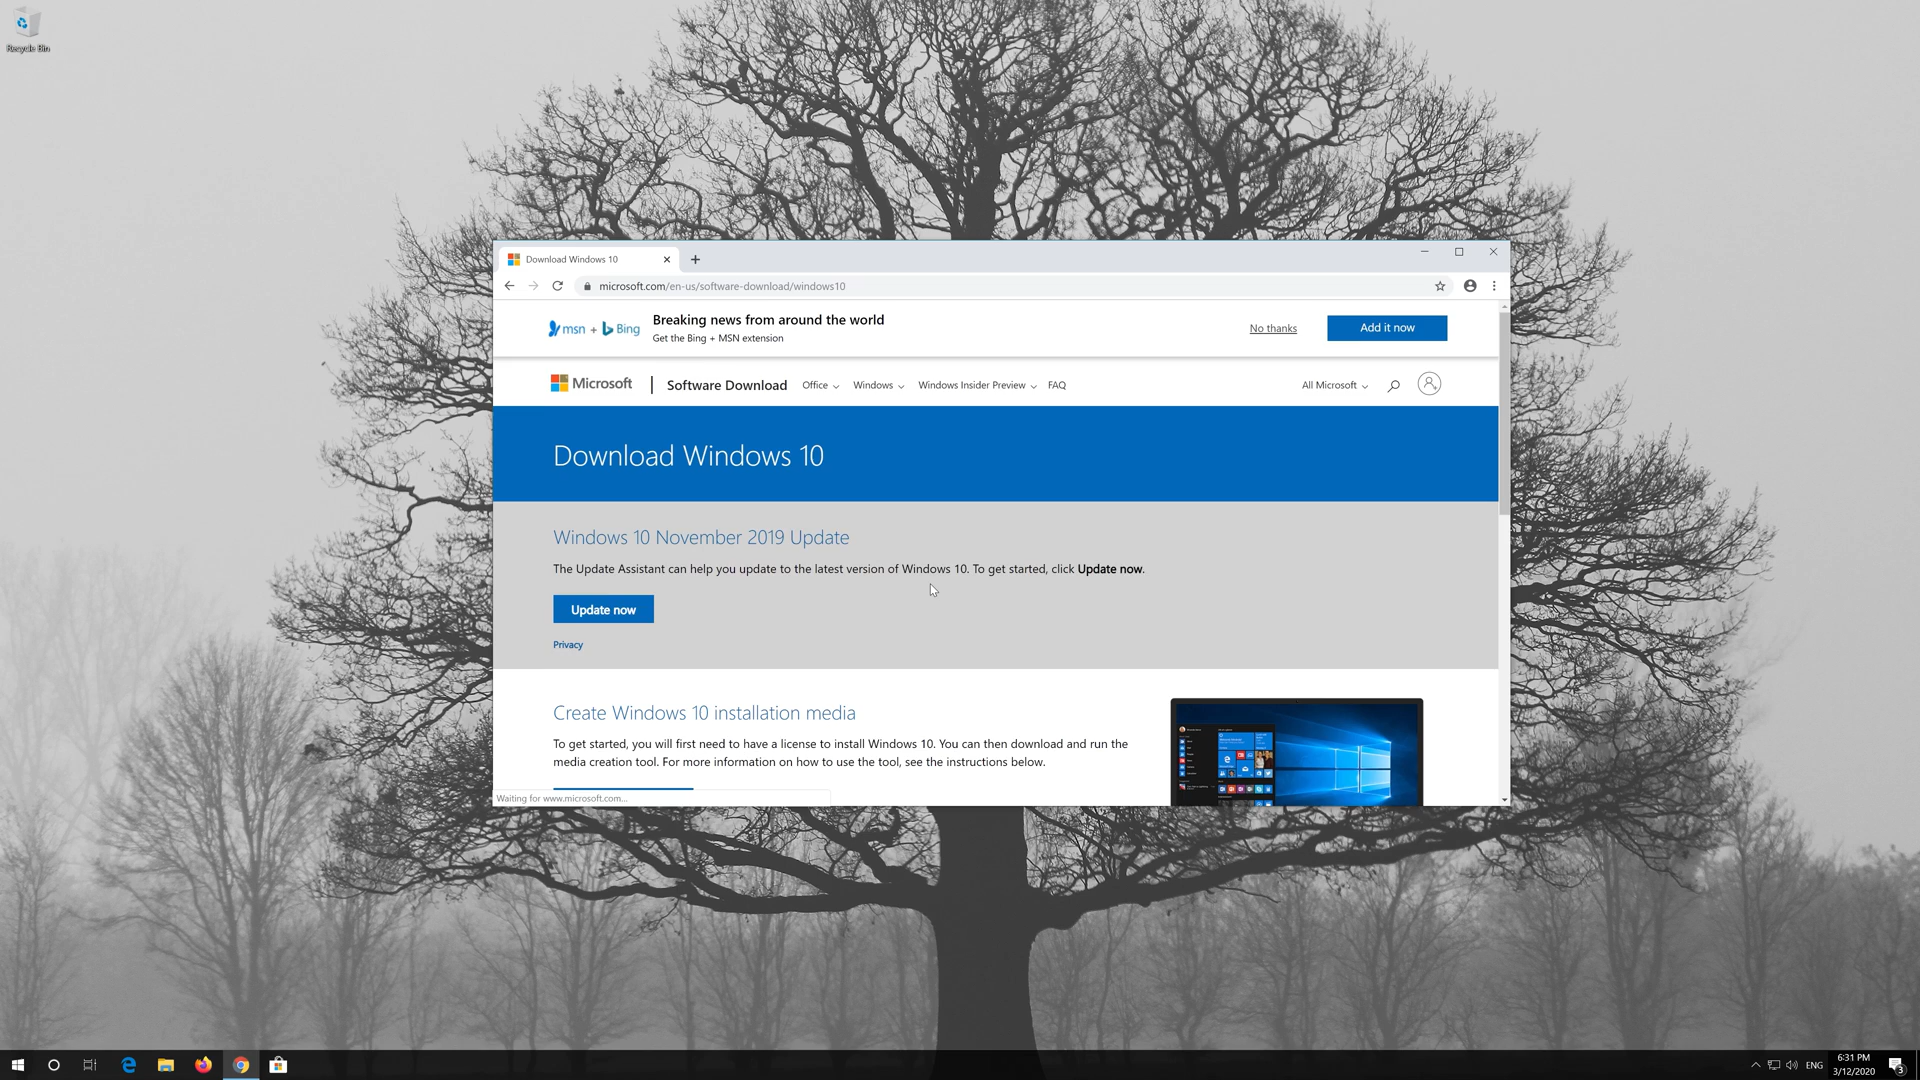 Recycle Bin
Download Windows 10
microsoft.com/en-us/software-download/windows10
msn + Bing
Breaking news from around the world
Get the Bing + MSN extension
No thanks
Add it now
Microsoft
Software Download
Office
Windows
Windows Insider Preview
FAQ
All Microsoft
Download Windows 10
Windows 10 November 2019 Update
The Update Assistant can help you update to the latest version of Windows 10. To get started, click Update now.
Update now
Privacy
Create Windows 10 installation media
To get started, you will first need to have a license to install Windows 10. You can then download and run the
media creation tool. For more information on how to use the tool, see the instructions below.
Waiting for www.microsoft.com...
ENG
6:31 PM
3/12/2020
3